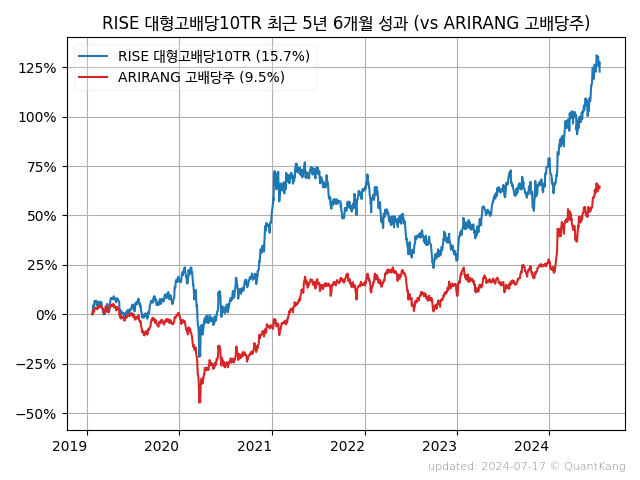 RISE 대형고배당10TR 최근 5년 6개월 성과 (vs ARIRANG 고배당주)
RISE 대형고배당10TR (15.7%)
ARIRANG 고배당주 (9.5%)
125%
100%
75%
50%
25%
0%
−25%
−50%
2019 2020 2021 2022 2023 2024
updated: 2024-07-17 © QuantKang